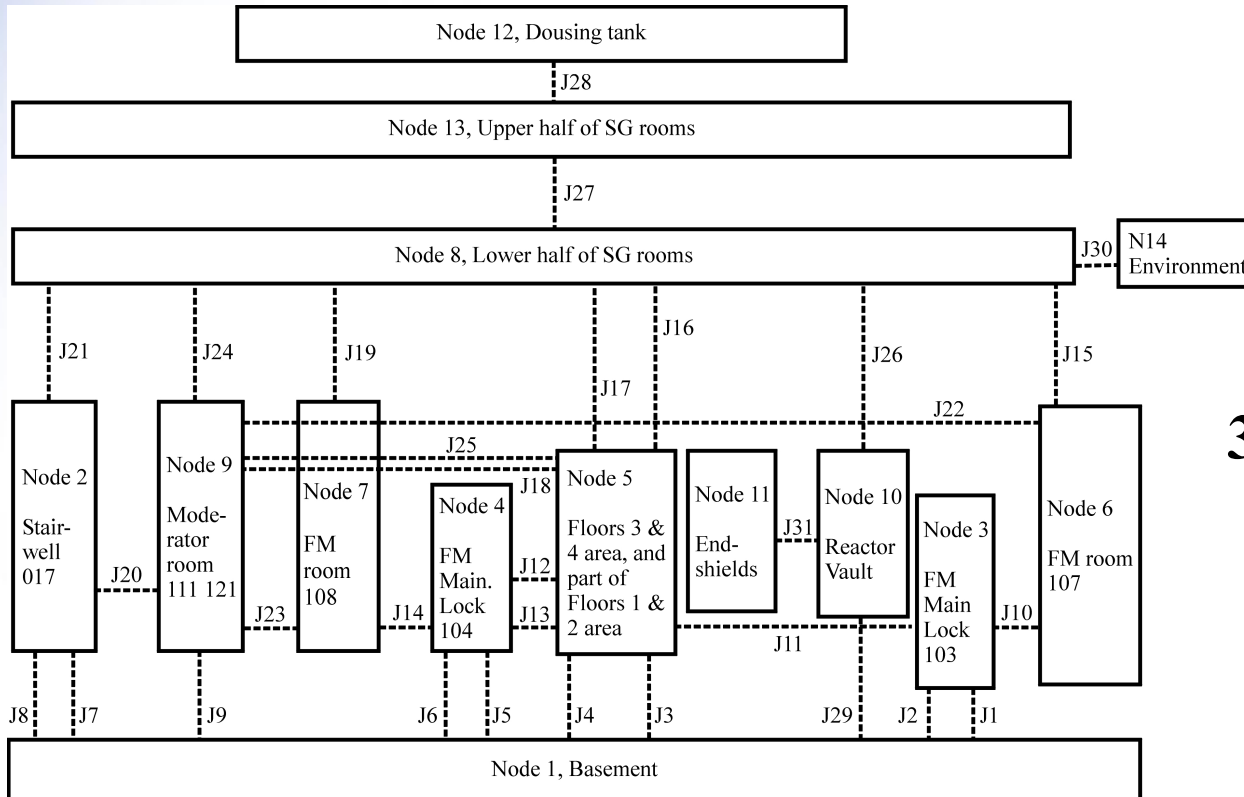 Node 12, Dousing tank
J28
Node 13, Upper half of SG rooms
J27
Node 8, Lower half of SG rooms
J30
N14
Environment
J21
J24
J19
J17
J16
J26
J15
J22
J25
J18
Node 2
Stair-
well
017
J20
Node 9
Mode-
rator
room
111 121
J23
Node 7
FM
room
108
J14
Node 4
FM
Main.
Lock
104
J12
J13
Node 5
Floors 3 &
4 area, and
part of
Floors 1 &
2 area
Node 11
End-
shields
J31
Node 10
Reactor
Vault
J11
Node 3
FM
Main
Lock
103
J10
Node 6
FM room
107
3
J8
J7
J9
J6
J5
J4
J3
J29
J2
J1
Node 1, Basement